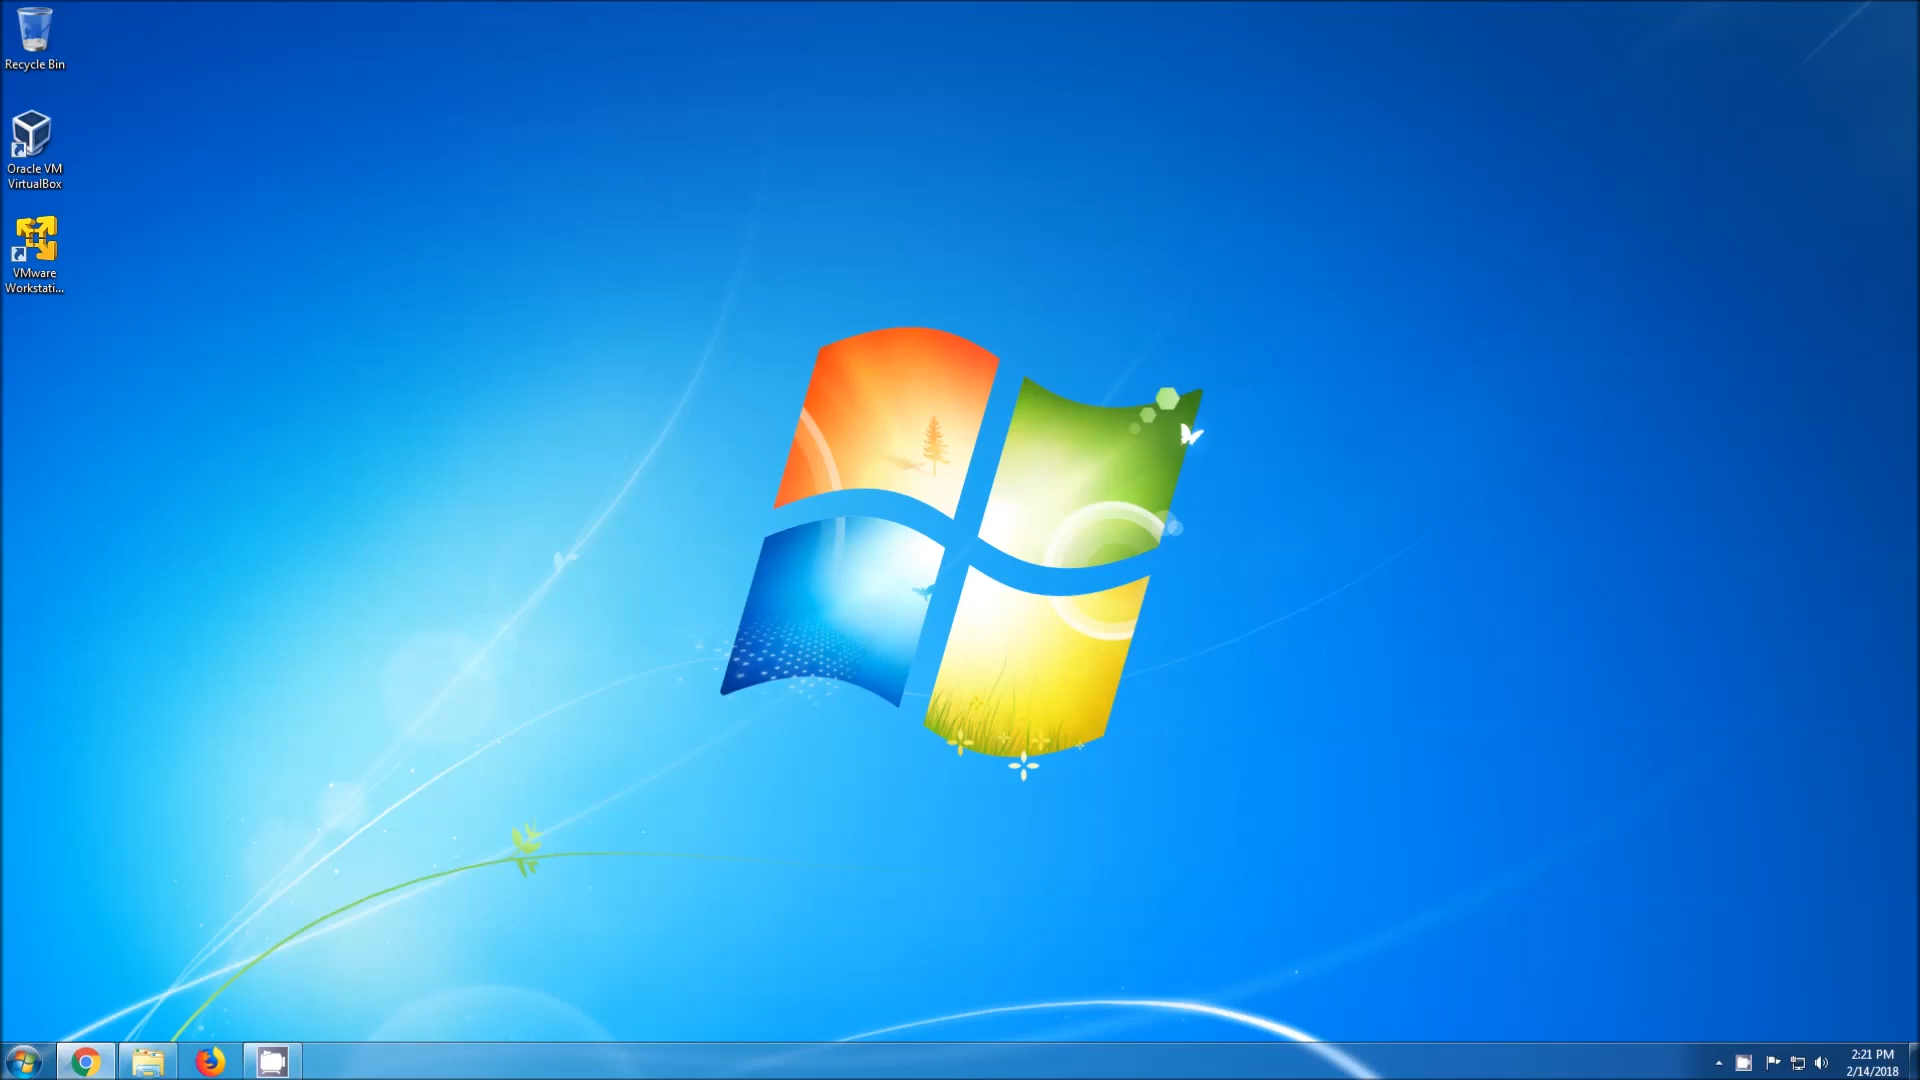 Recycle Bin
Oracle VM
VirtualBox
VMware
Workstati...
2:21 PM
2/14/2018